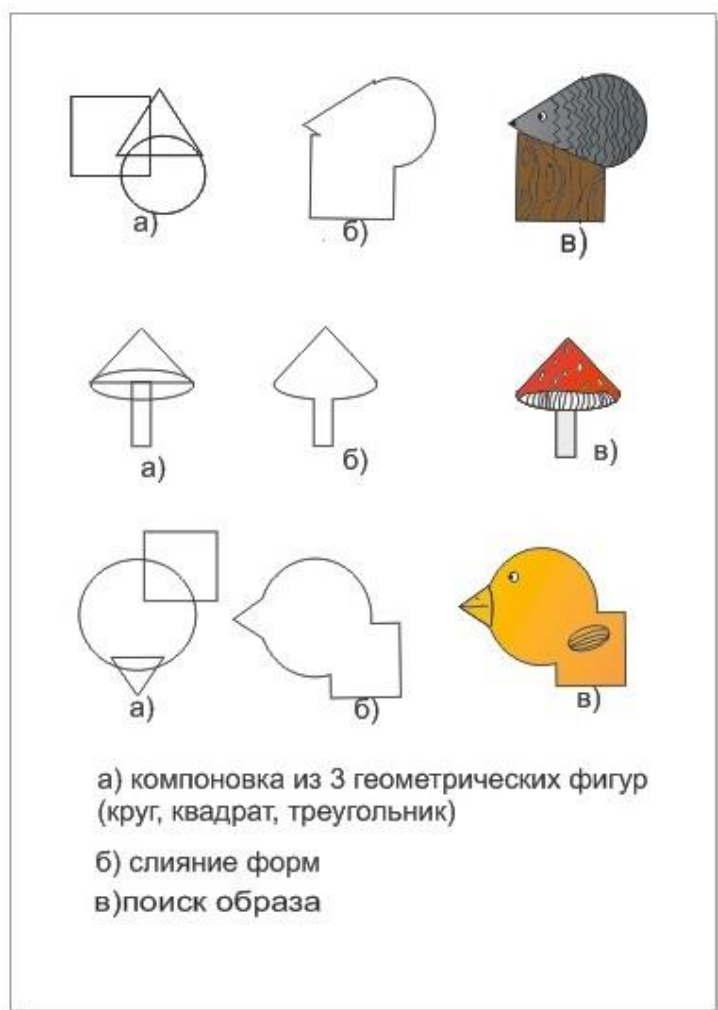 а)
б)
в)
а)
б)
в)
а)
б)
в)
а) компоновка из 3 геометрических фигур
(круг, квадрат, треугольник)
б) слияние форм
в)поиск образа